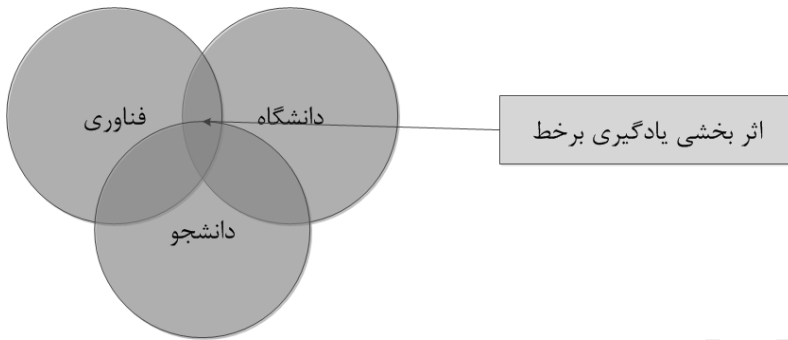 دانشگاه
فناوری
دانشجو
اثر بخشی یادگیری برخط